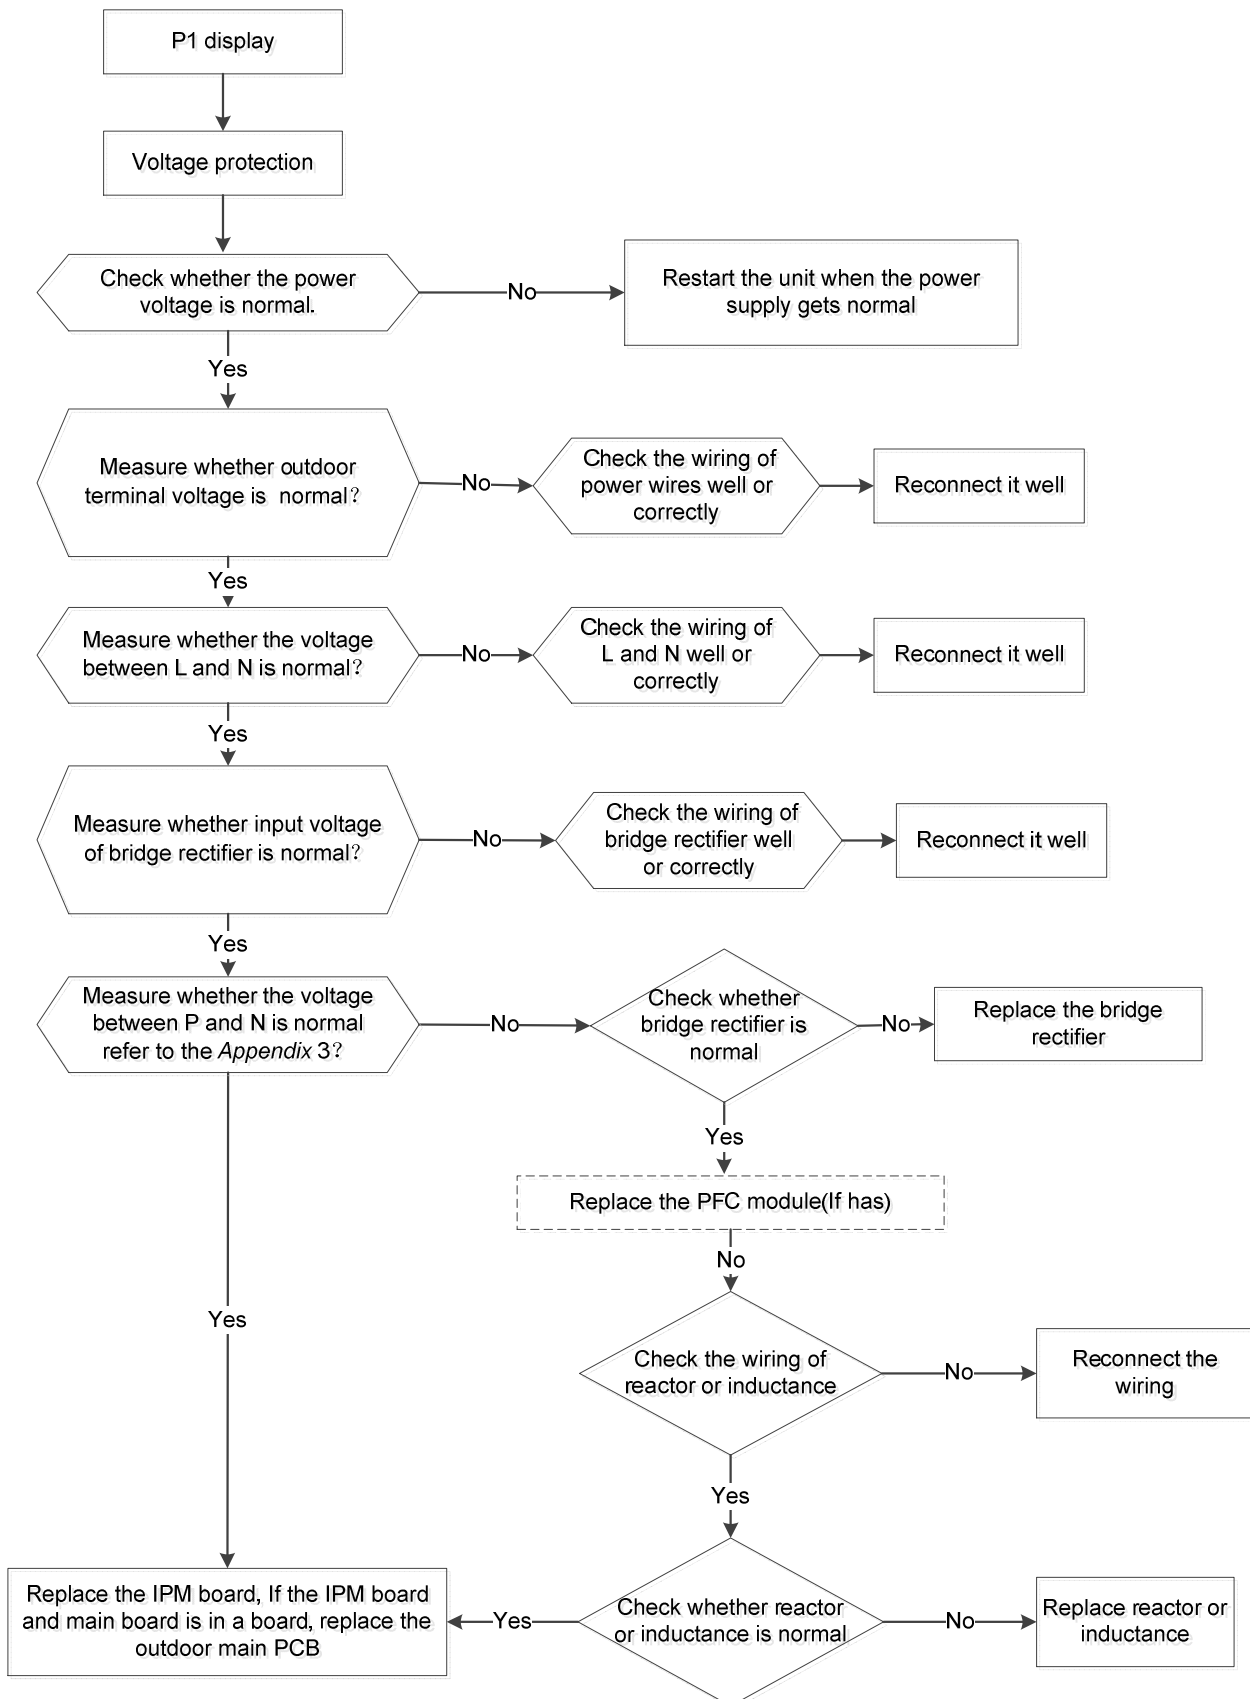 P1 display
Voltage protection
Check whether the power
voltage is normal.
No
Restart the unit when the power
supply gets normal
Yes
Measure whether outdoor
terminal voltage is normal?
No
Check the wiring of
power wires well or
correctly
Reconnect it well
Yes
Measure whether the voltage
between L and N is normal?
No
Check the wiring of
L and N well or
correctly
Reconnect it well
Yes
Measure whether input voltage
of bridge rectifier is normal?
No
Check the wiring of
bridge rectifier well
or correctly
Reconnect it well
Yes
Measure whether the voltage
between P and N is normal
refer to the Appendix 3?
No
Check whether
bridge rectifier is
normal
No
Replace the bridge
rectifier
Yes
Replace the PFC module(If has)
No
Yes
Check the wiring of
reactor or inductance
No
Reconnect the
wiring
Yes
Replace the IPM board, If the IPM board
and main board is in a board, replace the
outdoor main PCB
Yes
Check whether reactor
or inductance is normal
No
Replace reactor or
inductance